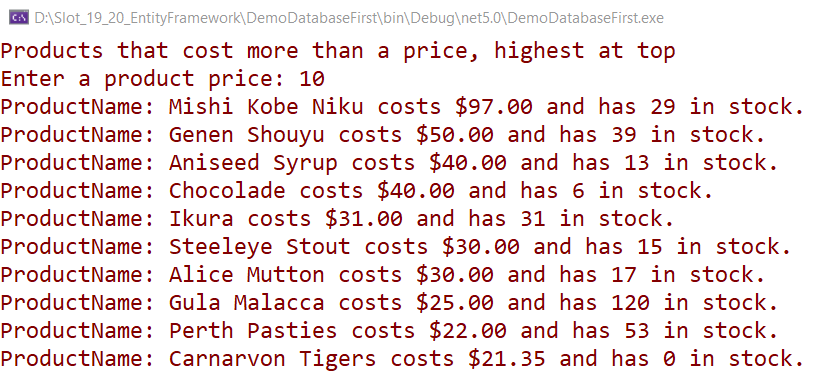 D:\Slot_19_20_EntityFramework\DemoDatabaseFirst\bin\Debug\net5.0\DemoDatabaseFirst.exe
Products that cost more than a price, highest at top
Enter a product price: 10
ProductName: Mishi Kobe Niku costs $97.00 and has 29 in stock.
ProductName: Genen Shouyu costs $50.00 and has 39 in stock.
ProductName: Aniseed Syrup costs $40.00 and has 13 in stock.
ProductName: Chocolade costs $40.00 and has 6 in stock.
ProductName: Ikura costs $31.00 and has 31 in stock.
ProductName: Steeleye Stout costs $30.00 and has 15 in stock.
ProductName: Alice Mutton costs $30.00 and has 17 in stock.
ProductName: Gula Malacca costs $25.00 and has 120 in stock.
ProductName: Perth Pasties costs $22.00 and has 53 in stock.
ProductName: Carnarvon Tigers costs $21.35 and has 0 in stock.